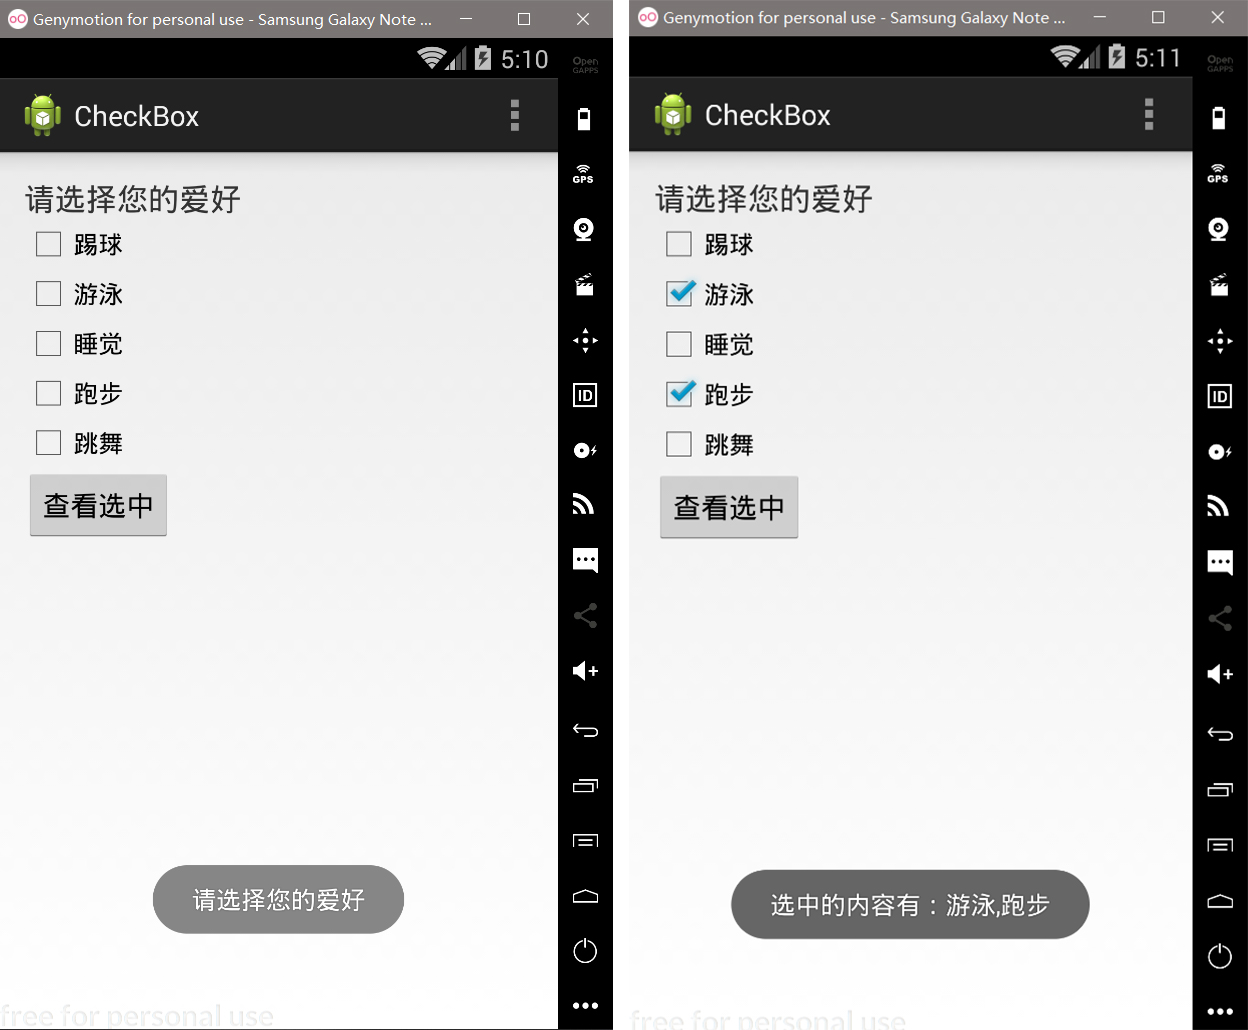 Genymotion for personal use - Samsung Galaxy Note ...
5:10
Open
GAPPS
CheckBox
GPS
请选择您的爱好
踢球
游泳
睡觉
ID
跑步
跳舞
查看选中
请选择您的爱好
free for personal use
Genymotion for personal use - Samsung Galaxy Note ...
5:11
Open
GAPPS
CheckBox
GPS
请选择您的爱好
踢球
游泳
睡觉
ID
跑步
跳舞
查看选中
选中的内容有：游泳,跑步
free for personal use